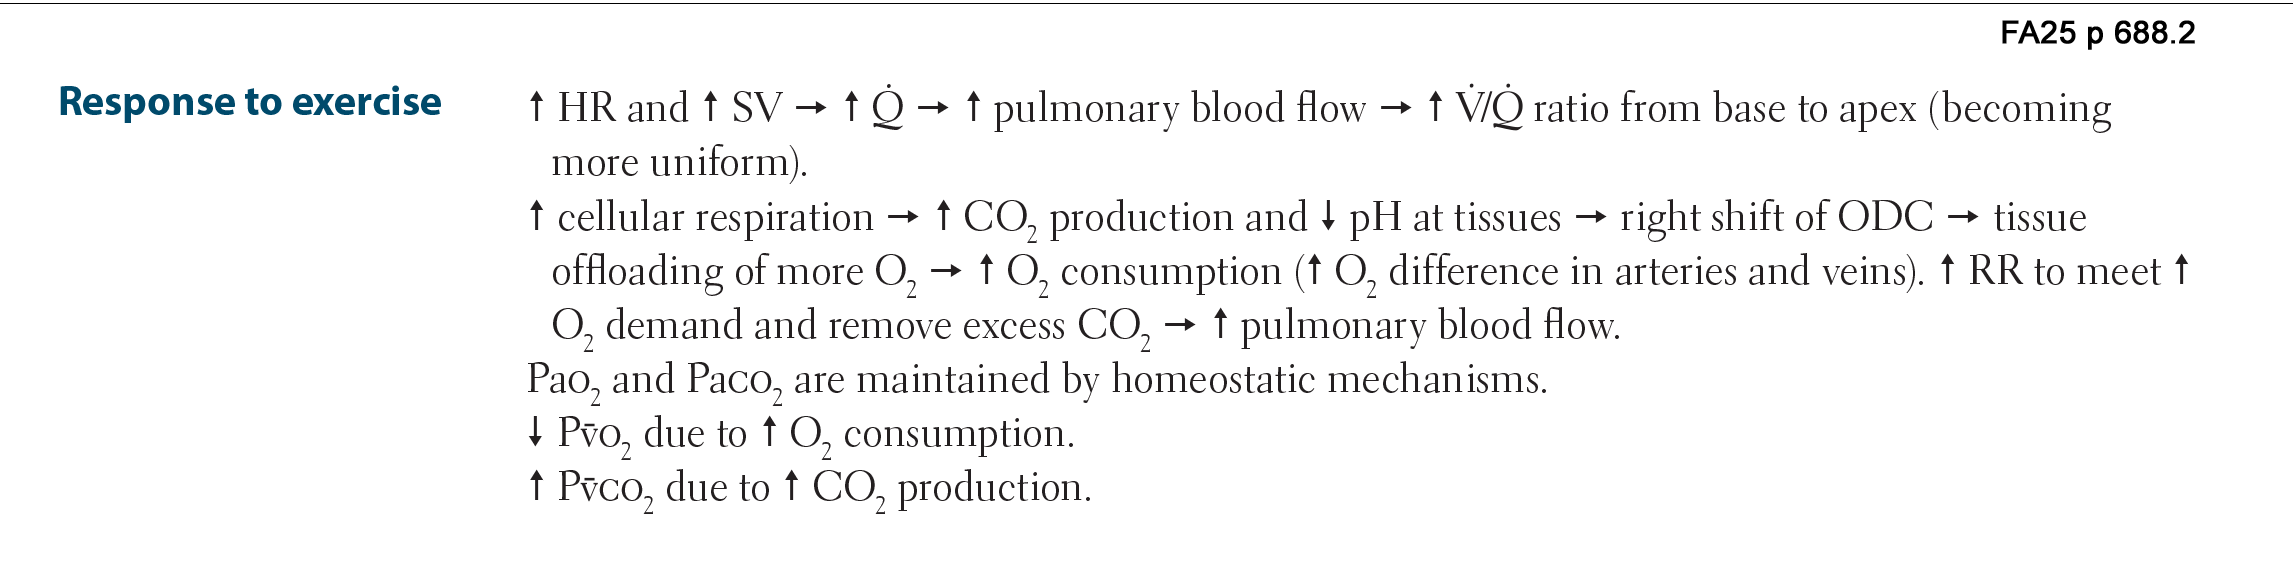 FA25 p 688.2
Response to exercise
↑ HR and ↑ SV → ↑ Q̇ → ↑ pulmonary blood flow → ↑ V̇/Q̇ ratio from base to apex (becoming
more uniform).
↑ cellular respiration → ↑ CO₂ production and ↓ pH at tissues → right shift of ODC → tissue
offloading of more O₂ → ↑ O₂ consumption (↑ O₂ difference in arteries and veins). ↑ RR to meet ↑
O₂ demand and remove excess CO₂ → ↑ pulmonary blood flow.
PaO₂ and PaCO₂ are maintained by homeostatic mechanisms.
↓ Pv̄O₂ due to ↑ O₂ consumption.
↑ Pv̄CO₂ due to ↑ CO₂ production.